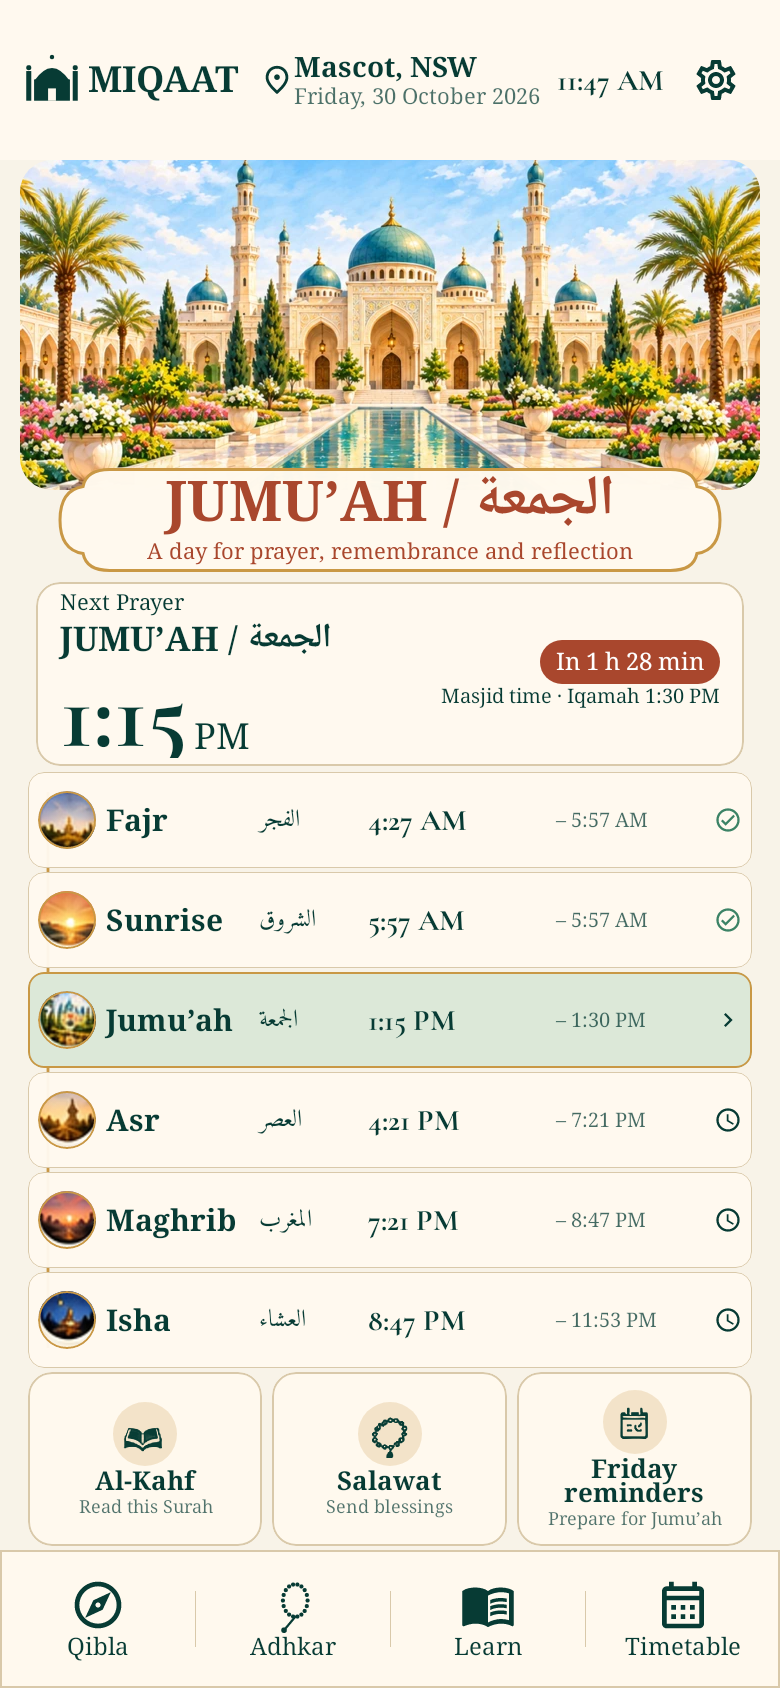 MIQAAT
Mascot, NSW
Friday, 30 October 2026
11:47 AM
JUMU’AH / الجمعة
A day for prayer, remembrance and reflection
Next Prayer
JUMU’AH / الجمعة
1:15 PM
In 1 h 28 min
Masjid time · Iqamah 1:30 PM
Fajr الفجر 4:27 AM – 5:57 AM
Sunrise الشروق 5:57 AM – 5:57 AM
Jumu’ah الجمعة 1:15 PM – 1:30 PM
Asr العصر 4:21 PM – 7:21 PM
Maghrib المغرب 7:21 PM – 8:47 PM
Isha العشاء 8:47 PM – 11:53 PM
Al-Kahf
Read this Surah
Salawat
Send blessings
Friday
reminders
Prepare for Jumu’ah
Qibla
Adhkar
Learn
Timetable